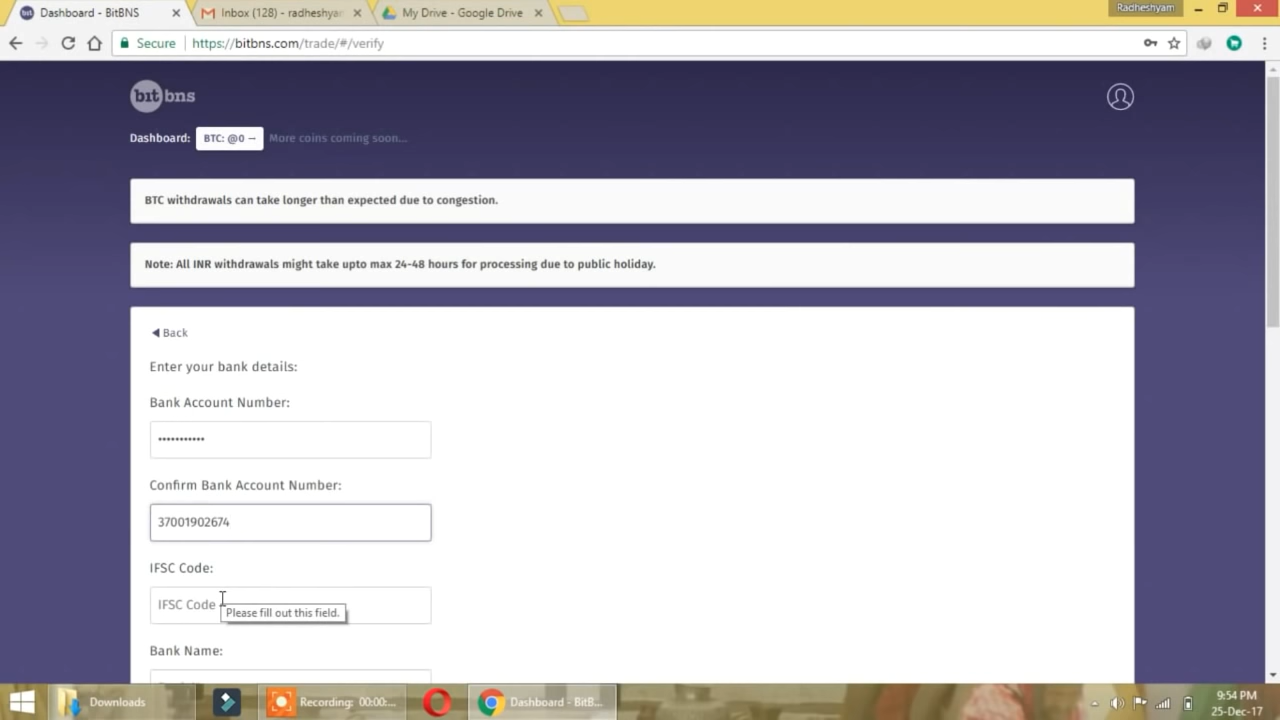 Dashboard - BitBNS
Inbox (128) - radheshya
My Drive - Google Drive
Radheshyam
Secure
https://bitbns.com/trade/#/verify
bit bns
Dashboard: BTC: @0 -- More coins coming soon...
BTC withdrawals can take longer than expected due to congestion.
Note: All INR withdrawals might take upto max 24-48 hours for processing due to public holiday.
Back
Enter your bank details:
Bank Account Number:
•••••••••••
Confirm Bank Account Number:
37001902674
IFSC Code:
IFSC Code
Please fill out this field.
Bank Name:
Downloads
Recording: 00:00:...
Dashboard - BitB...
9:54 PM
25-Dec-17